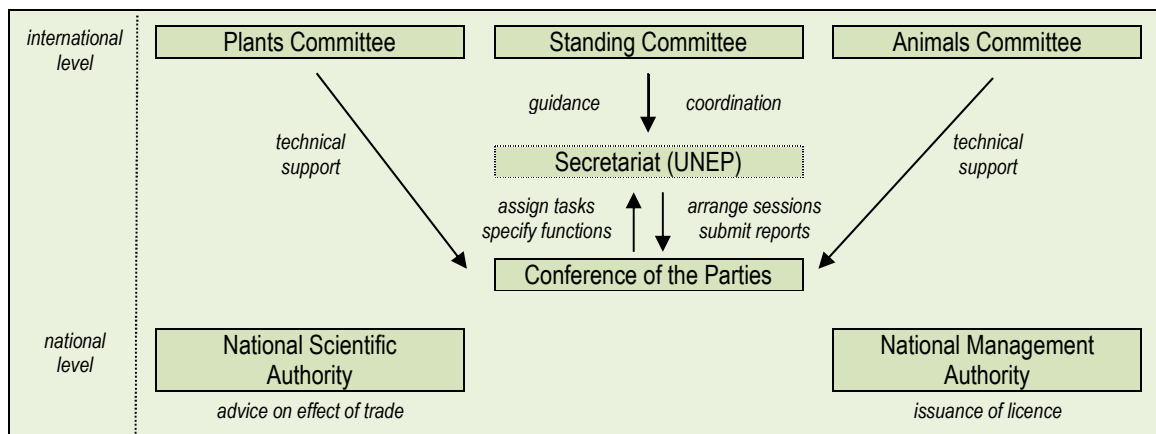 international
level
Plants Committee
Standing Committee
Animals Committee
guidance
coordination
technical
support
technical
support
Secretariat (UNEP)
assign tasks
specify functions
arrange sessions
submit reports
Conference of the Parties
national
level
National Scientific
Authority
advice on effect of trade
National Management
Authority
issuance of licence